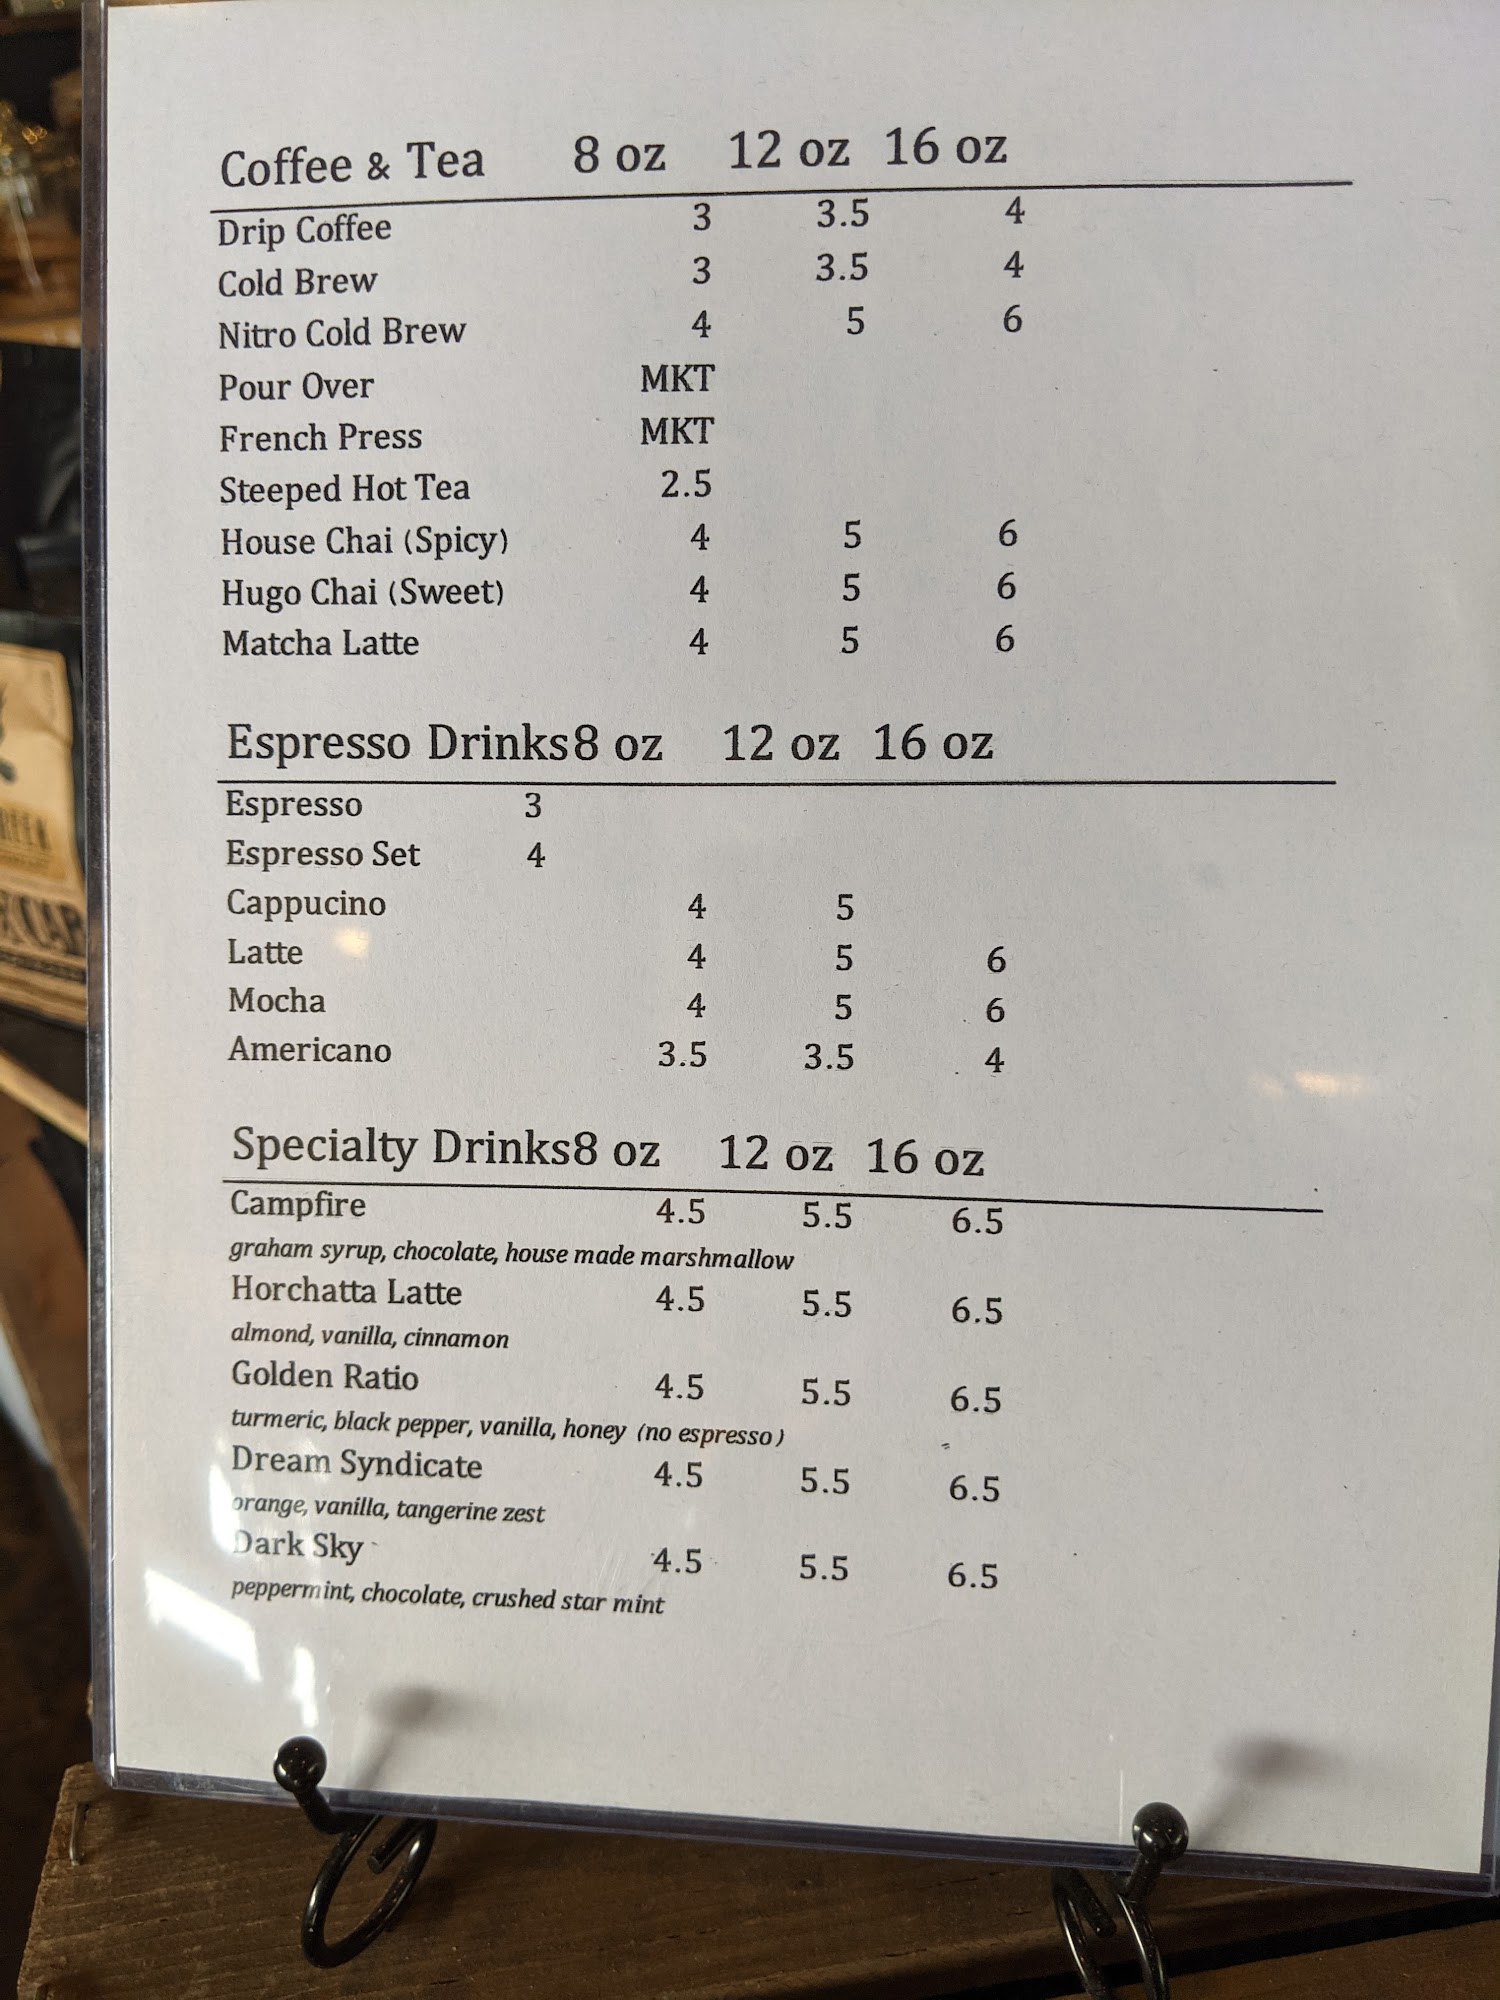 Coffee & Tea 8 oz 12 oz 16 oz
Drip Coffee 3 3.5 4
Cold Brew 3 3.5 4
Nitro Cold Brew 4 5 6
Pour Over MKT
French Press MKT
Steeped Hot Tea 2.5
House Chai (Spicy) 4 5 6
Hugo Chai (Sweet) 4 5 6
Matcha Latte 4 5 6
Espresso Drinks8 oz 12 oz 16 oz
Espresso 3
Espresso Set 4
Cappucino 4 5
Latte 4 5 6
Mocha 4 5 6
Americano 3.5 3.5 4
Specialty Drinks8 oz 12 oz 16 oz
Campfire 4.5 5.5 6.5
graham syrup, chocolate, house made marshmallow
Horchatta Latte 4.5 5.5 6.5
almond, vanilla, cinnamon
Golden Ratio 4.5 5.5 6.5
turmeric, black pepper, vanilla, honey (no espresso)
Dream Syndicate 4.5 5.5 6.5
orange, vanilla, tangerine zest
Dark Sky 4.5 5.5 6.5
peppermint, chocolate, crushed star mint